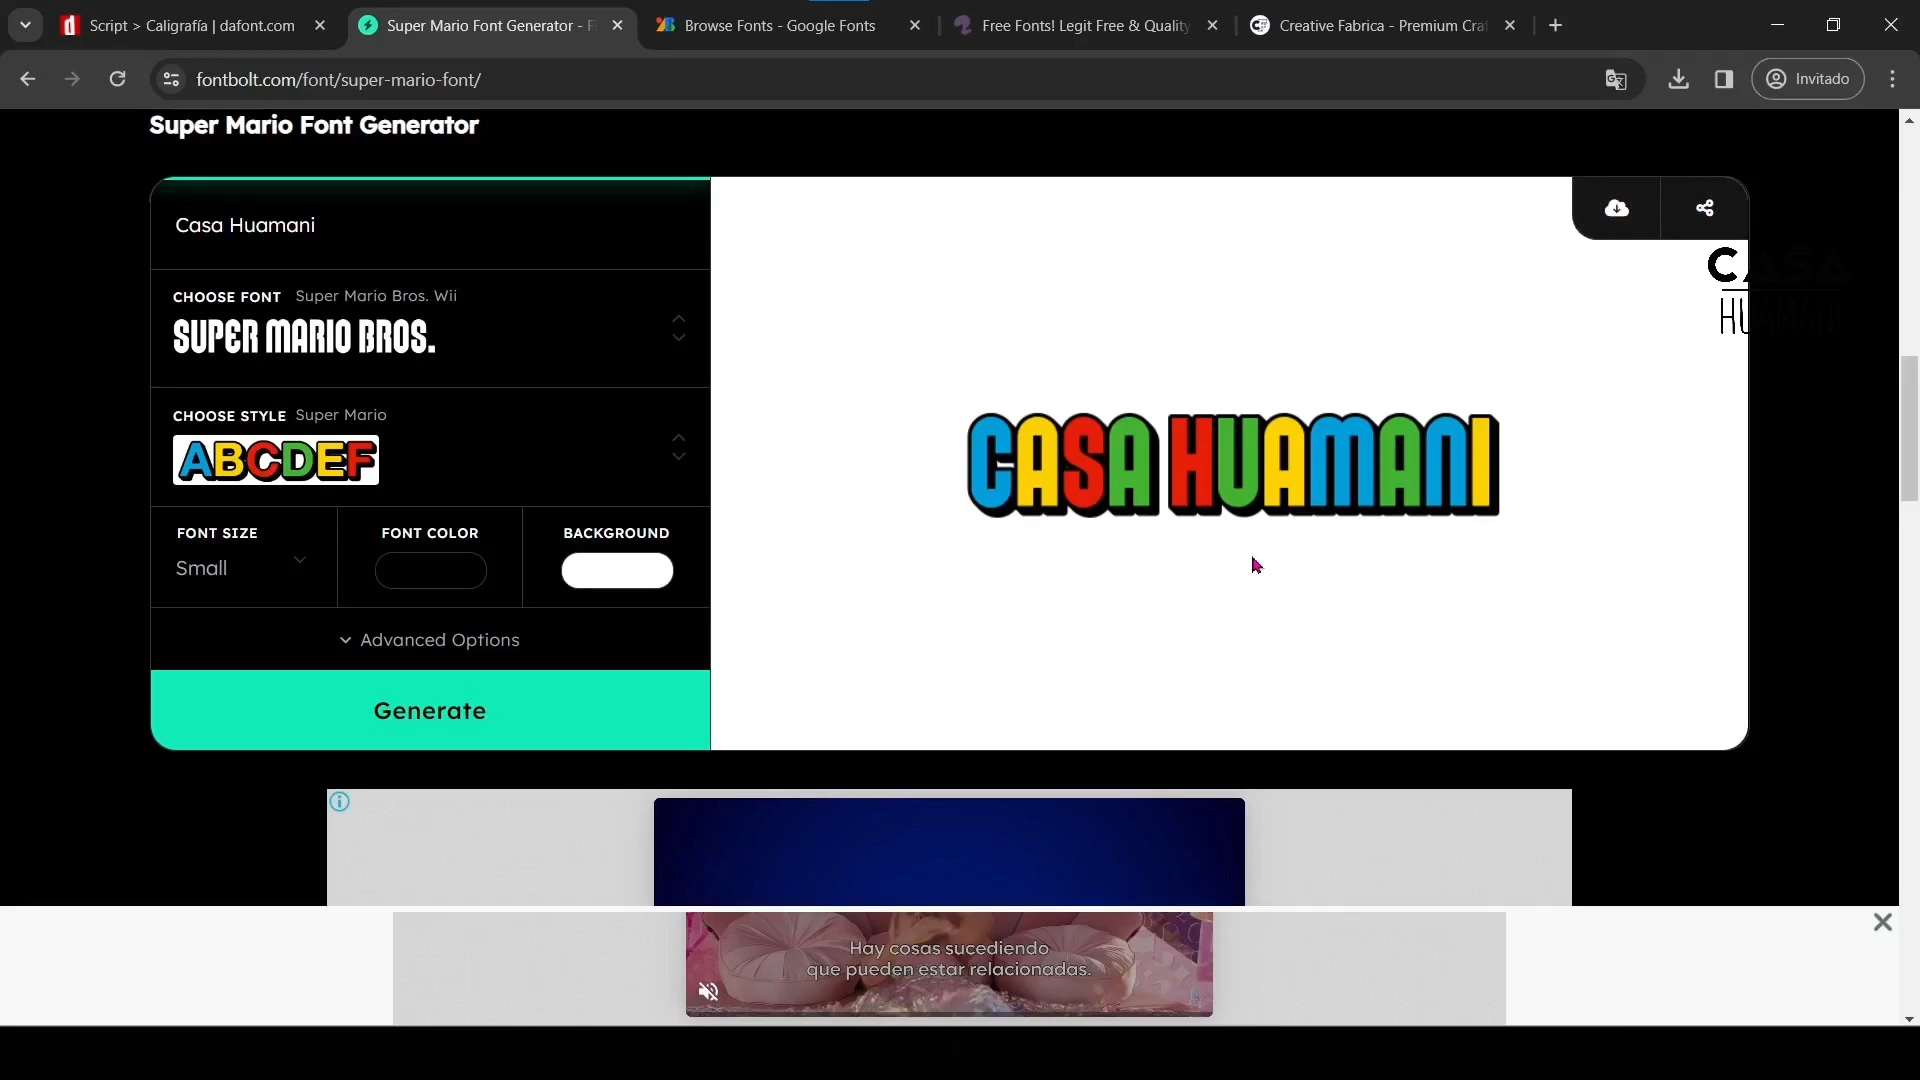 Script > Caligrafía | dafont.com
Super Mario Font Generator - F
Browse Fonts - Google Fonts
Free Fonts! Legit Free & Quality
Creative Fabrica - Premium Cra
fontbolt.com/font/super-mario-font/
Invitado
Super Mario Font Generator
Casa Huamani
CHOOSE FONT Super Mario Bros. Wii
SUPER MARIO BROS.
CHOOSE STYLE Super Mario
ABCDEF
FONT SIZE
FONT COLOR
BACKGROUND
Small
Advanced Options
Generate
CASA HUAMANI
CASA
HUAMANI
Hay cosas sucediendo
que pueden estar relacionadas.